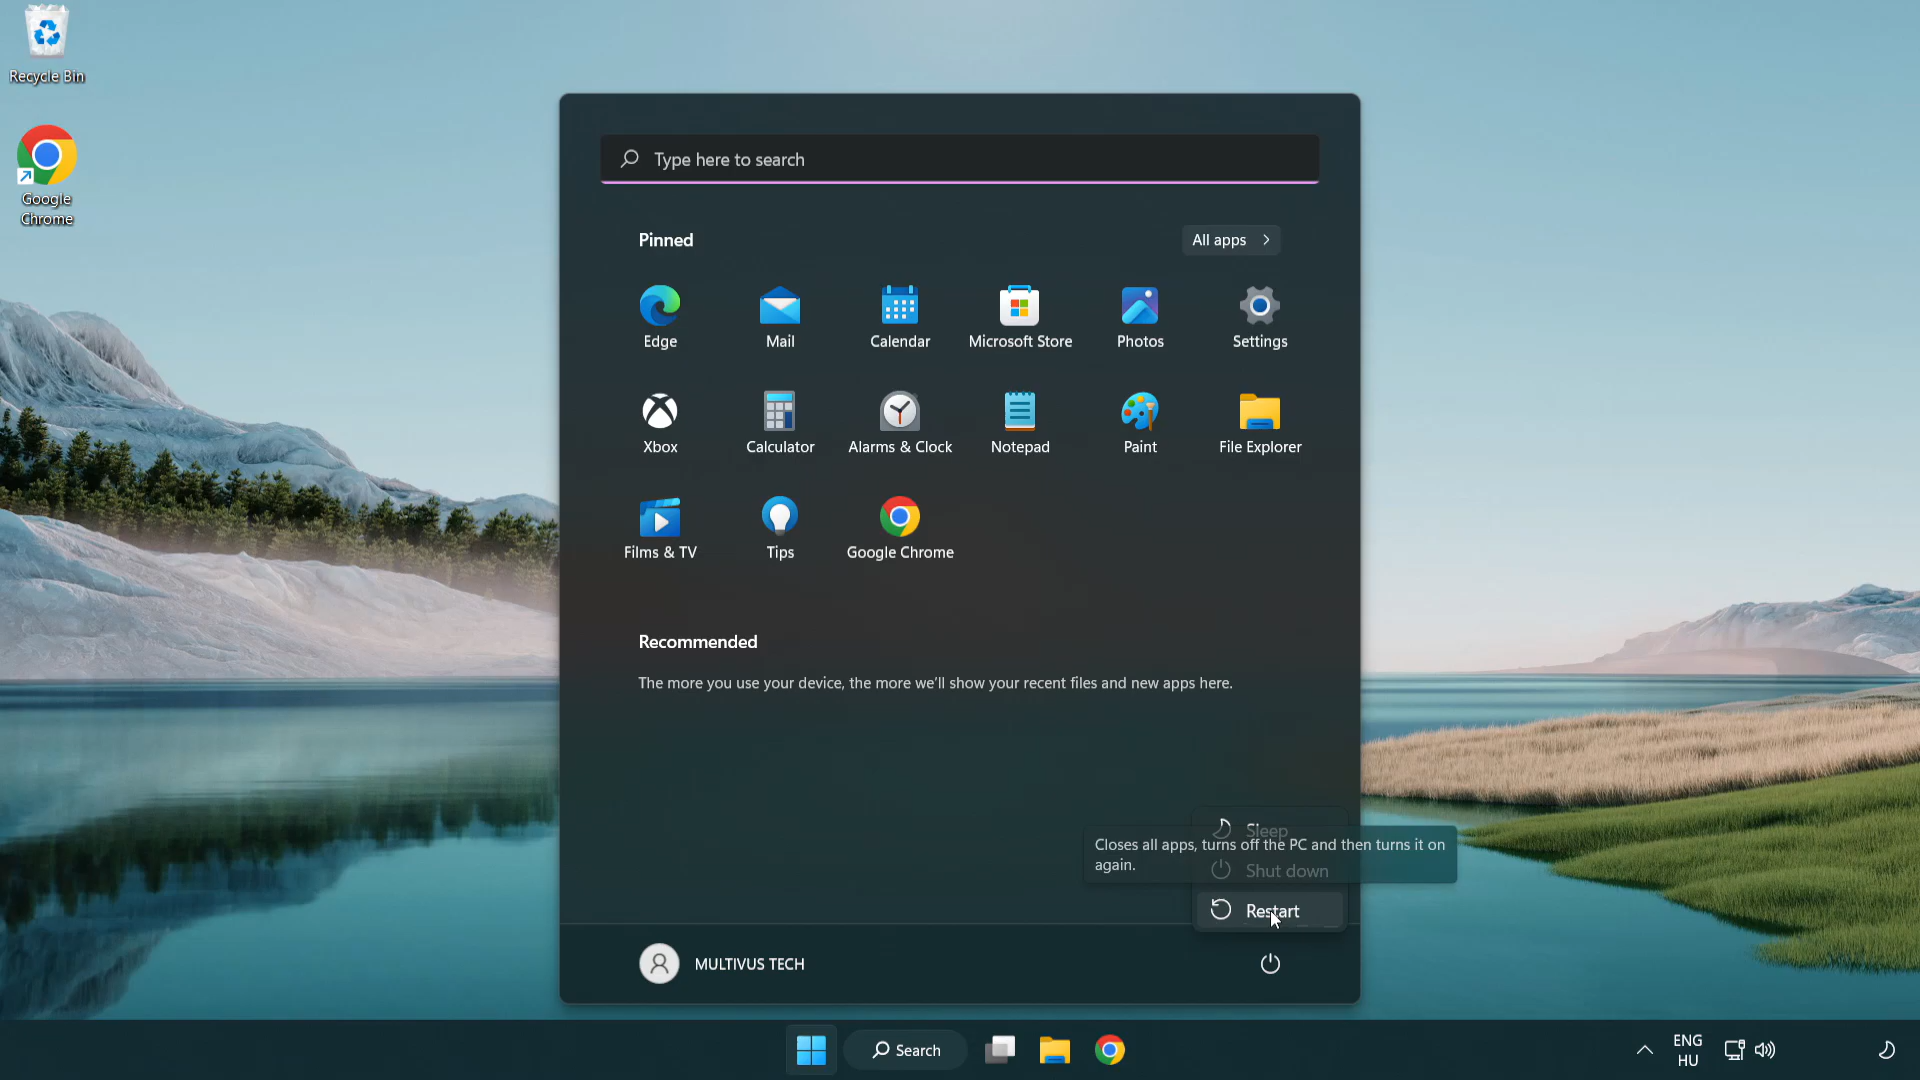 Recycle Bin
Google
Chrome
Type here to search
Pinned
All apps
Edge
Mail
Calendar
Microsoft Store
Photos
Settings
Xbox
Calculator
Alarms & Clock
Notepad
Paint
File Explorer
Films & TV
Tips
Google Chrome
Recommended
The more you use your device, the more we'll show your recent files and new apps here.
Sleep
Closes all apps, turns off the PC and then turns it on
again.
Shut down
Restart
MULTIVUS TECH
Search
ENG
HU